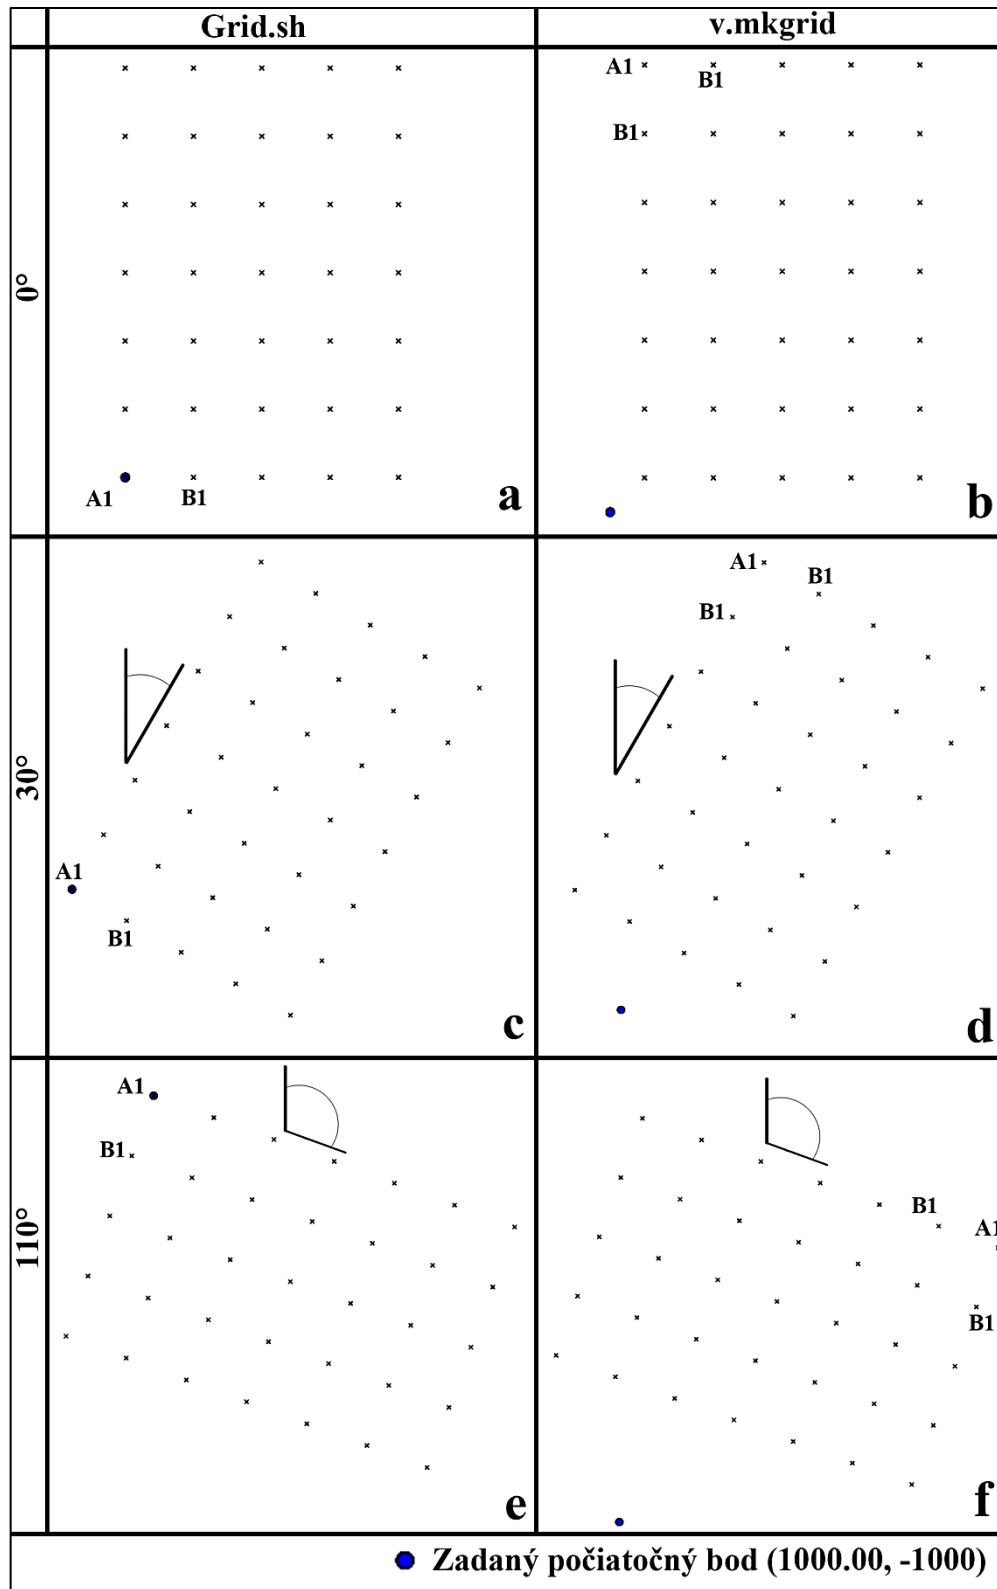 Grid.sh
v.mkgrid
0°
A1
B1
a
A1
B1
B1
b
30°
A1
B1
c
A1
B1
B1
d
110°
A1
B1
e
B1
A1
B1
f
Zadaný počiatočný bod (1000.00, -1000)